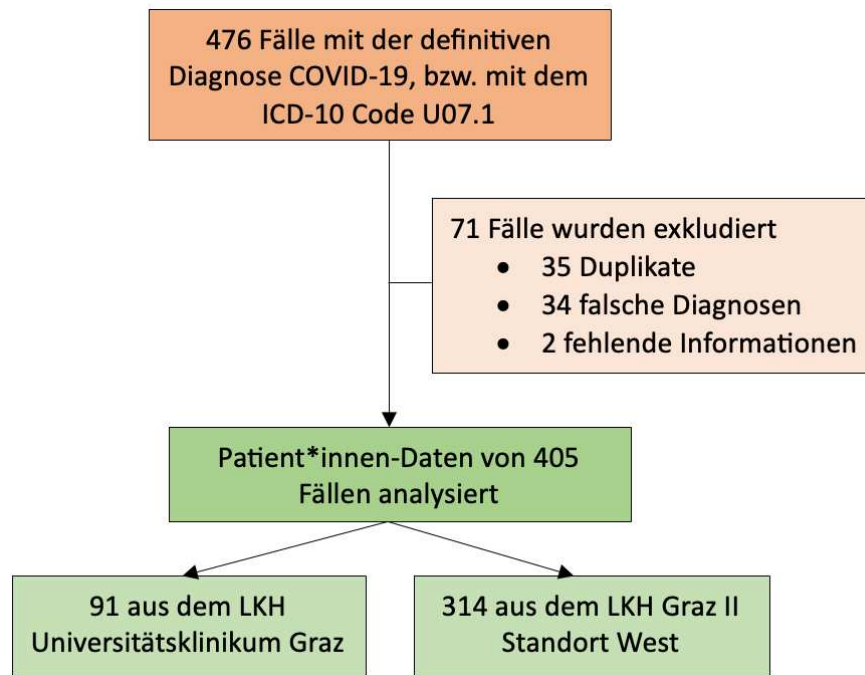 476 Fälle mit der definitiven
Diagnose COVID-19, bzw. mit dem
ICD-10 Code U07.1
71 Fälle wurden exkludiert
• 35 Duplikate
• 34 falsche Diagnosen
• 2 fehlende Informationen
Patient*innen-Daten von 405
Fällen analysiert
91 aus dem LKH
Universitätsklinikum Graz
314 aus dem LKH Graz II
Standort West